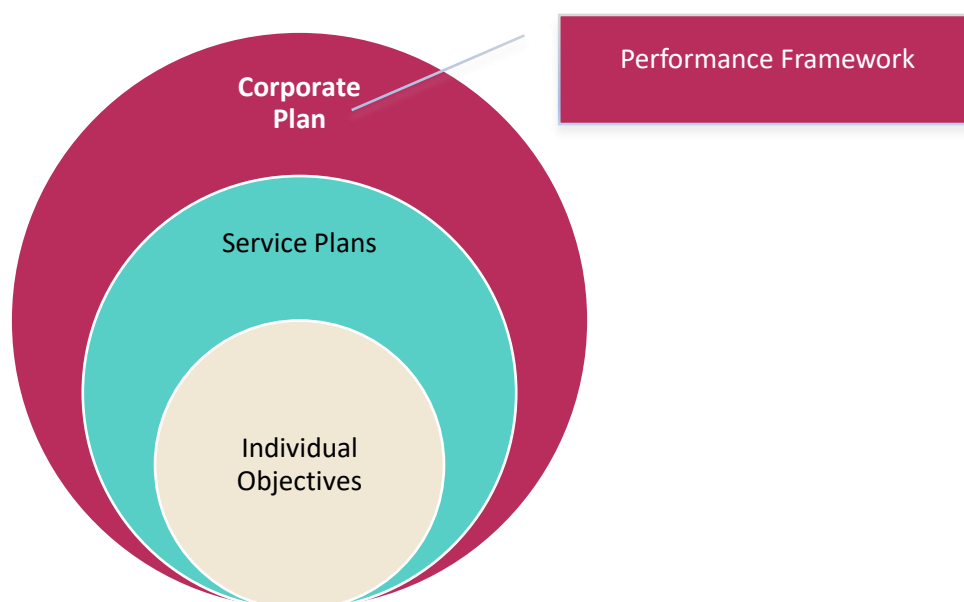 Performance Framework
Corporate
Plan
Service Plans
Individual
Objectives